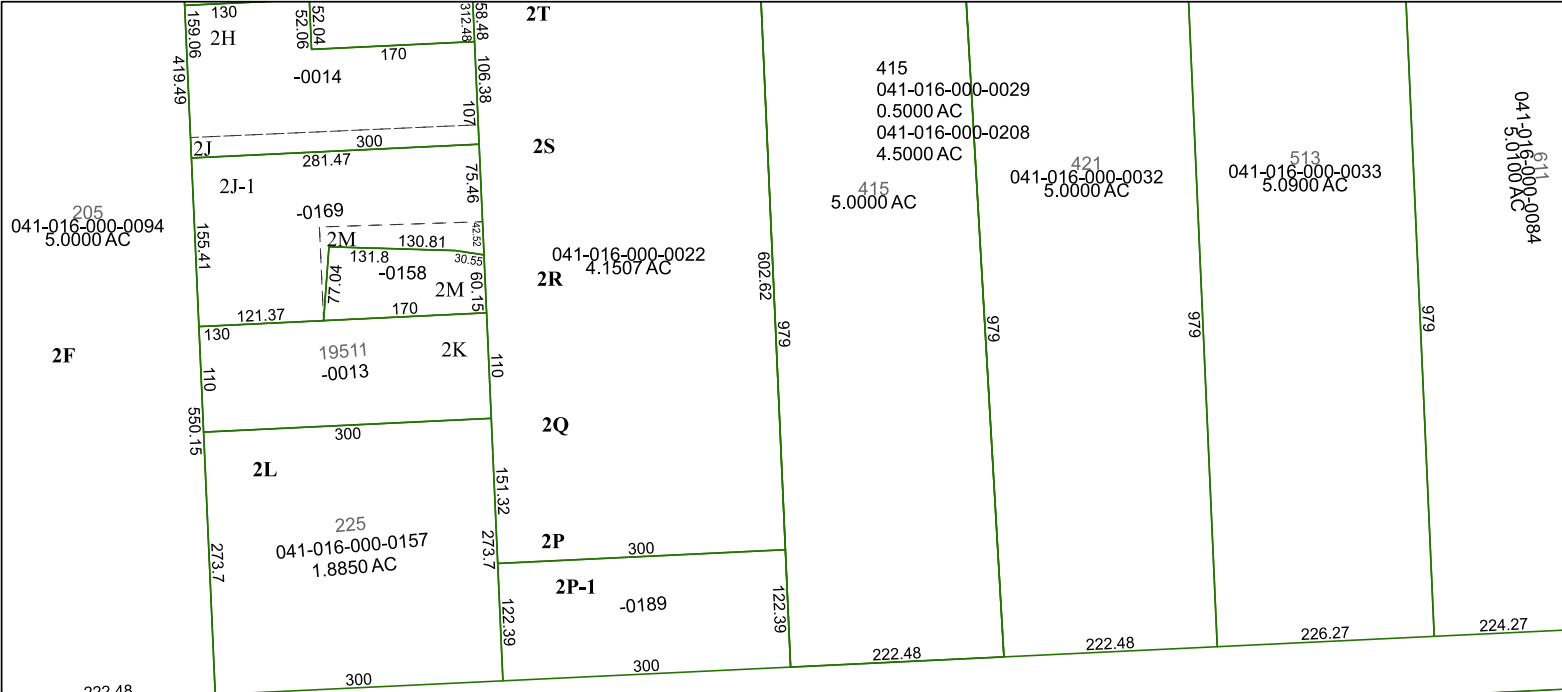 130
52.04
52.06
312.48
58.48
2T
159.06
2H
170
419.49
-0014
106.38
107
2J
300
281.47
2S
75.46
2J-1
-0169
42.52
2M
130.81
131.8
30.55
-0158
77.04
2M
60.15
155.41
121.37
170
130
205
041-016-000-0094
5.0000 AC
2F
19511
-0013
2K
110
110
550.15
300
2L
225
041-016-000-0157
1.8850 AC
273.7
151.32
273.7
300
222.48
041-016-000-0022
4.1507 AC
2R
2Q
2P
300
2P-1
-0189
122.39
122.39
300
602.62
979
415
041-016-000-0029
0.5000 AC
041-016-000-0208
4.5000 AC
415
5.0000 AC
979
222.48
421
041-016-000-0032
5.0000 AC
979
222.48
513
041-016-000-0033
5.0900 AC
979
226.27
611
041-016-000-0084
5.0100 AC
224.27